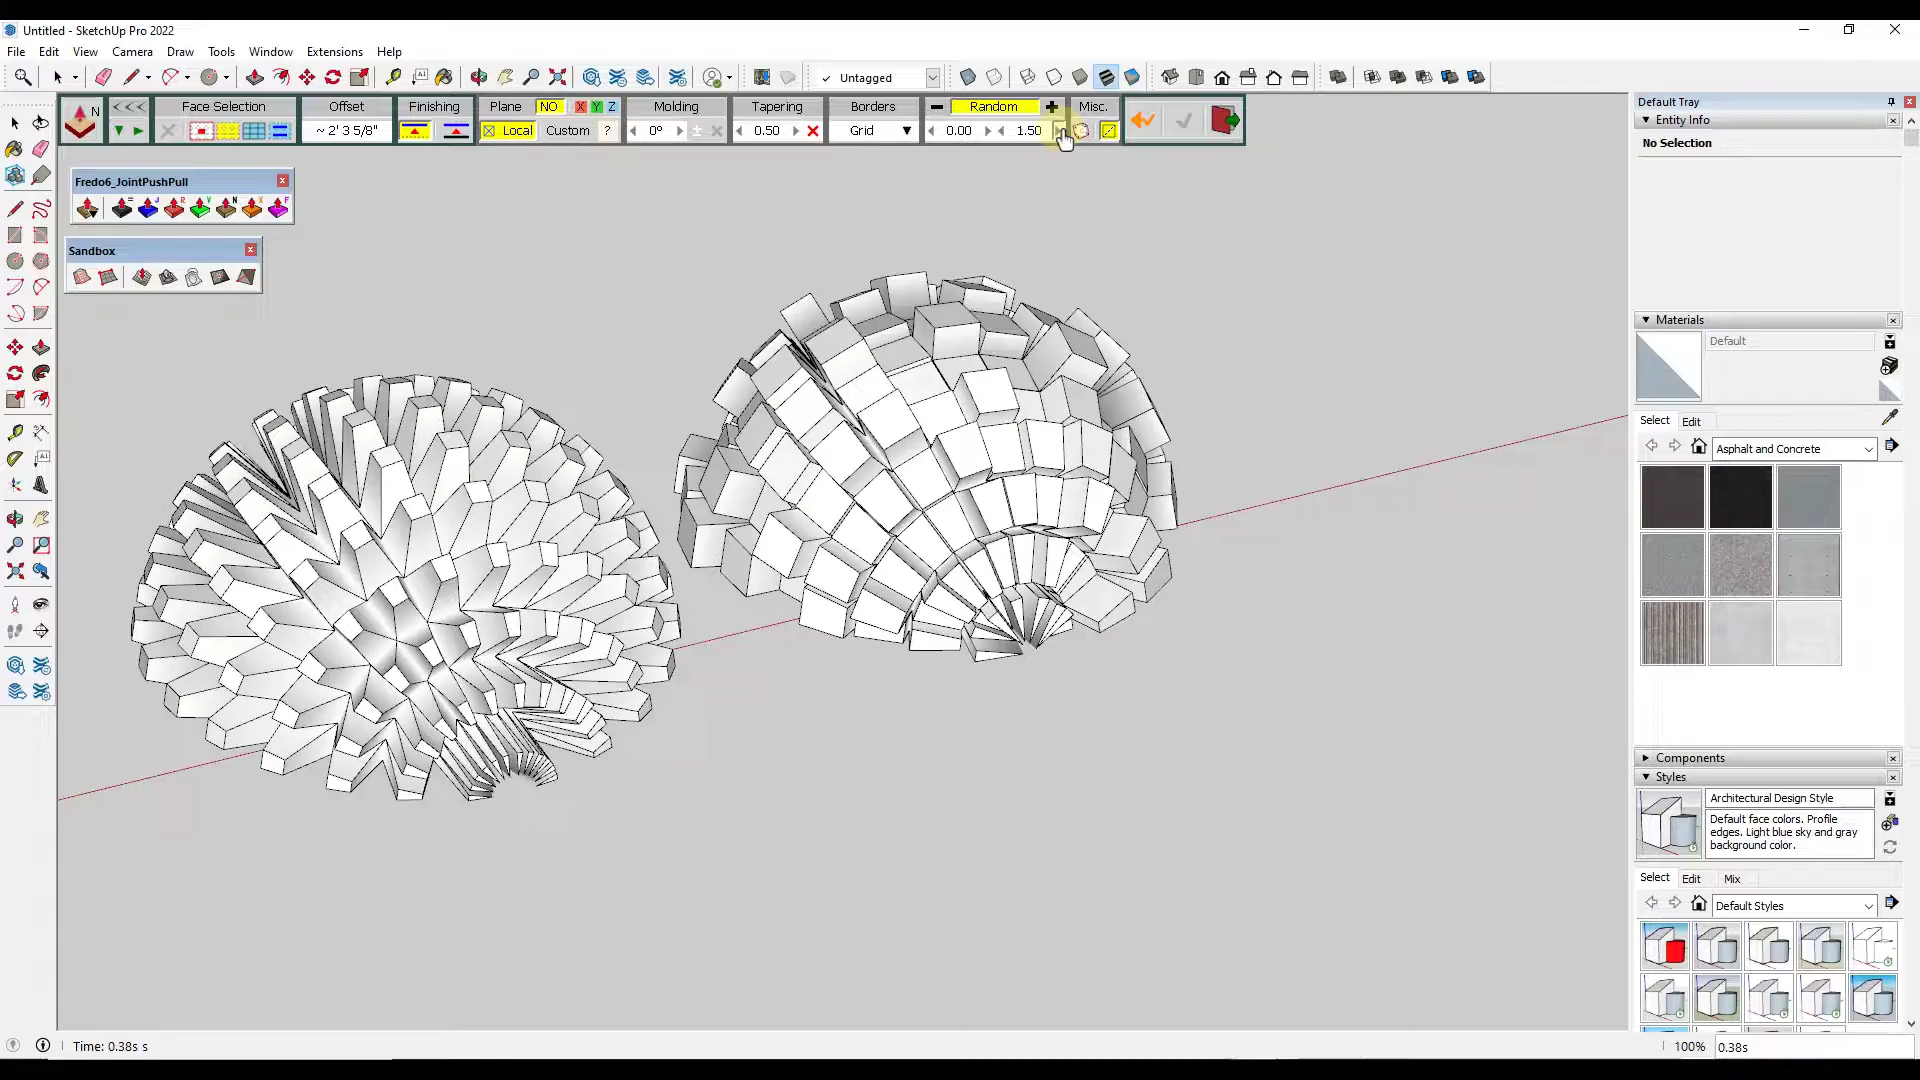 Untitled - SketchUp Pro 2022
File Edit View Camera Draw Tools Window Extensions Help
✓ Untagged
N <<< Face Selection Offset Finishing Plane NO X Y Z Molding Tapering Borders Random Misc.
~ 2' 3 5/8" Local Custom ? 0° 0.50 Grid 0.00 1.50
Fredo6_JointPushPull
Sandbox
Default Tray
Entity Info
No Selection
Materials
Default
Select Edit
Asphalt and Concrete
Components
Styles
Architectural Design Style
Default face colors. Profile
edges. Light blue sky and gray
background color.
Select Edit Mix
Default Styles
Time: 0.38s s
100% 0.38s